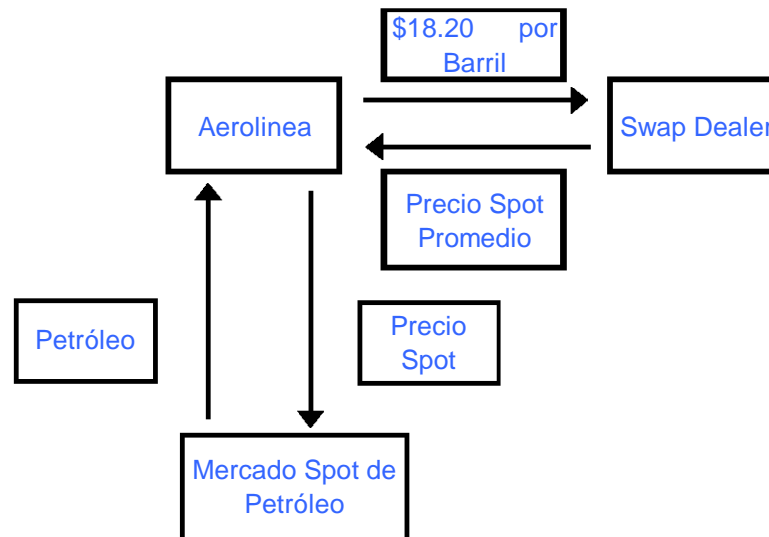 $18.20 por
Barril
Aerolinea
Swap Dealer
Precio Spot
Promedio
Petróleo
Precio
Spot
Mercado Spot de
Petróleo